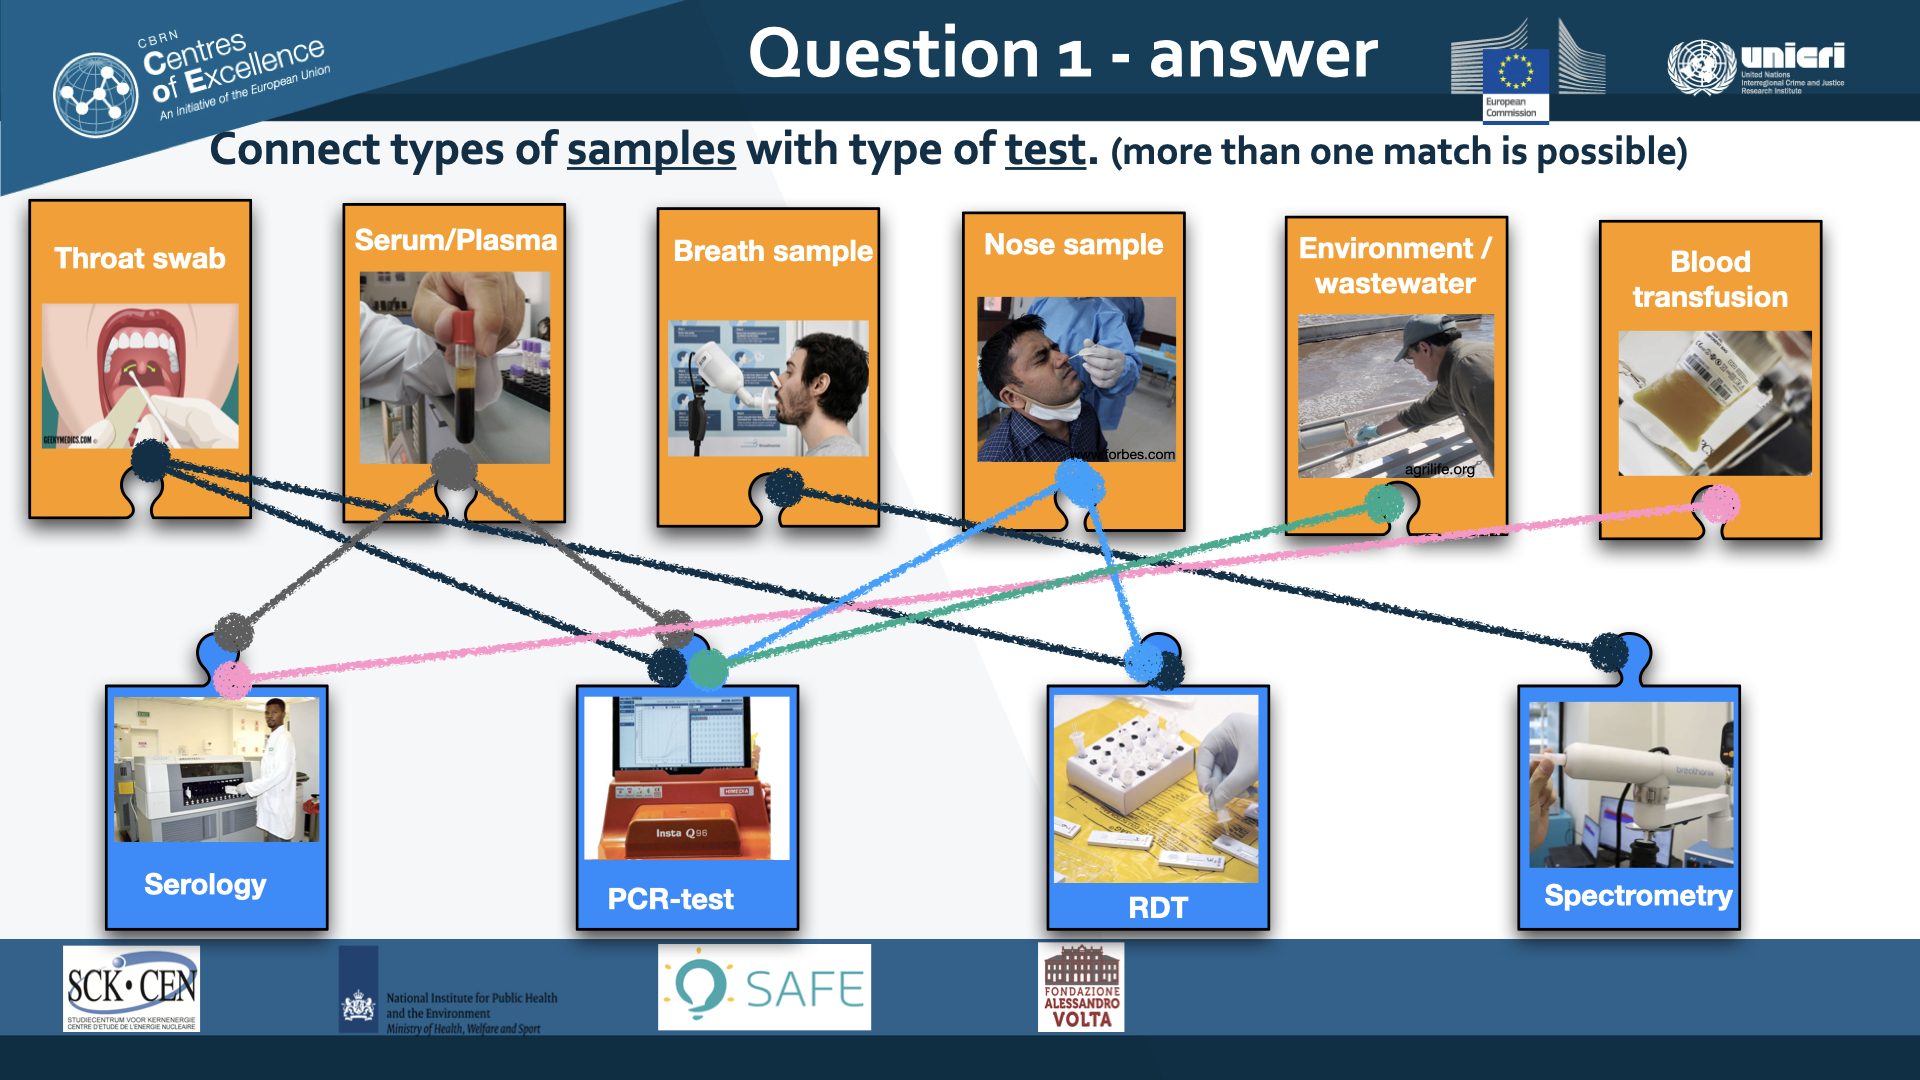 CBRN
Centres
of Excellence
An initiative of the European Union
Question 1 - answer
European
Commission
unicri
United Nations
Interregional Crime and Justice
Research Institute
Connect types of samples with type of test. (more than one match is possible)
Throat swab
GEEKYMEDICS.COM
Serum/Plasma
Breath sample
Nose sample
www.forbes.com
Environment /
wastewater
agrilife.org
Blood
transfusion
Serology
HIMEDIA
Insta Q96
PCR-test
RDT
breathonix
Spectrometry
SCK•CEN
STUDIECENTRUM VOOR KERNENERGIE
CENTRE D'ETUDE DE L'ENERGIE NUCLEAIRE
National Institute for Public Health
and the Environment
Ministry of Health, Welfare and Sport
SAFE
FONDAZIONE
ALESSANDRO
VOLTA